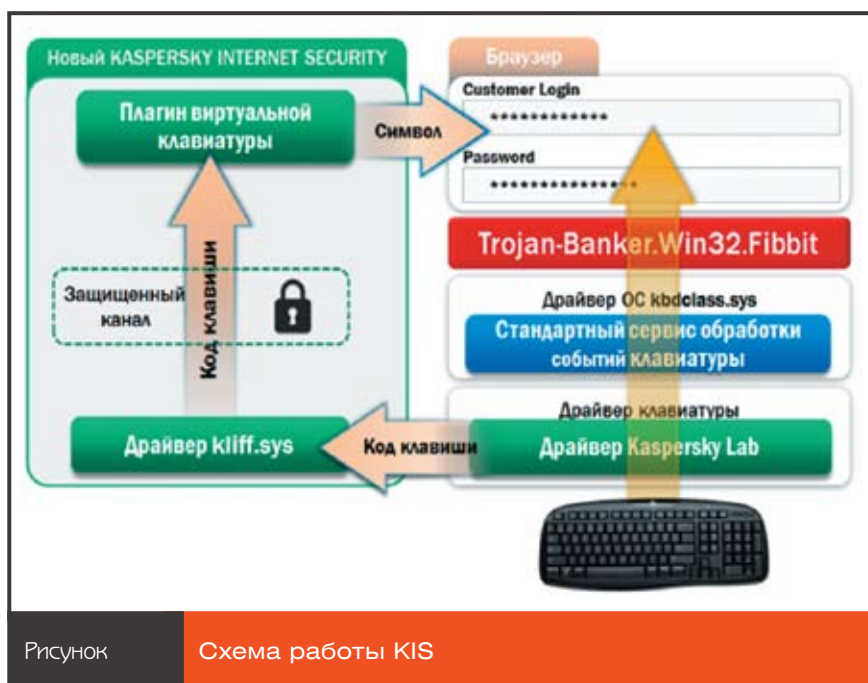 Новый KASPERSKY INTERNET SECURITY
Плагин виртуальной
клавиатуры
Символ
Код клавиши
Защищенный
канал
Драйвер kliff.sys
Код клавиши
Браузер
Customer Login
************
Password
***************
Trojan-Banker.Win32.Fibbit
Драйвер ОС kbdclass.sys
Стандартный сервис обработки
событий клавиатуры
Драйвер клавиатуры
Драйвер Kaspersky Lab
Рисунок
Схема работы KIS